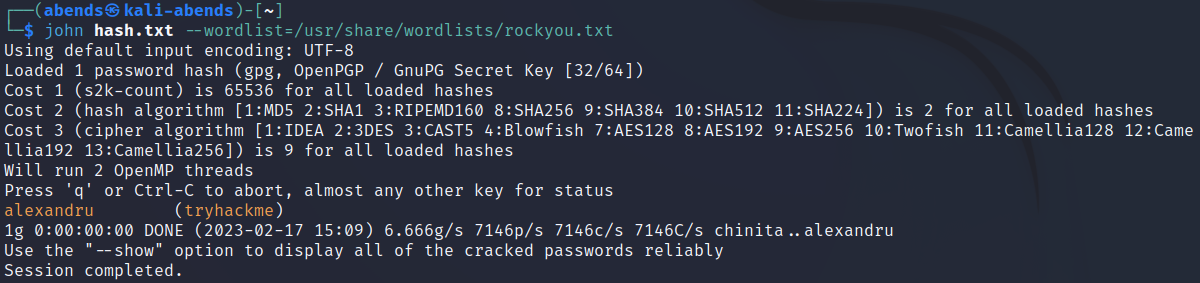 ┌──(abends㉿kali-abends)-[~]
└─$ john hash.txt --wordlist=/usr/share/wordlists/rockyou.txt
Using default input encoding: UTF-8
Loaded 1 password hash (gpg, OpenPGP / GnuPG Secret Key [32/64])
Cost 1 (s2k-count) is 65536 for all loaded hashes
Cost 2 (hash algorithm [1:MD5 2:SHA1 3:RIPEMD160 8:SHA256 9:SHA384 10:SHA512 11:SHA224]) is 2 for all loaded hashes
Cost 3 (cipher algorithm [1:IDEA 2:3DES 3:CAST5 4:Blowfish 7:AES128 8:AES192 9:AES256 10:Twofish 11:Camellia128 12:Came
llia192 13:Camellia256]) is 9 for all loaded hashes
Will run 2 OpenMP threads
Press 'q' or Ctrl-C to abort, almost any other key for status
alexandru        (tryhackme)
1g 0:00:00:00 DONE (2023-02-17 15:09) 6.666g/s 7146p/s 7146c/s 7146C/s chinita..alexandru
Use the "--show" option to display all of the cracked passwords reliably
Session completed.